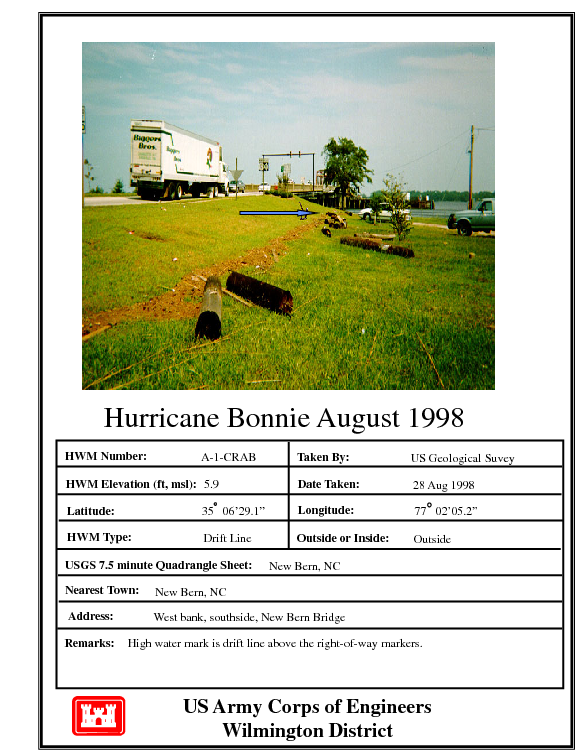 Biggers
Bros.
Hurricane Bonnie August 1998
HWM Number: A-1-CRAB Taken By: US Geological Suvey
HWM Elevation (ft, msl): 5.9 Date Taken: 28 Aug 1998
Latitude: 35° 06'29.1” Longitude: 77° 02'05.2”
HWM Type: Drift Line Outside or Inside: Outside
USGS 7.5 minute Quadrangle Sheet: New Bern, NC
Nearest Town: New Bern, NC
Address: West bank, southside, New Bern Bridge
Remarks: High water mark is drift line above the right-of-way markers.
US Army Corps of Engineers
Wilmington District